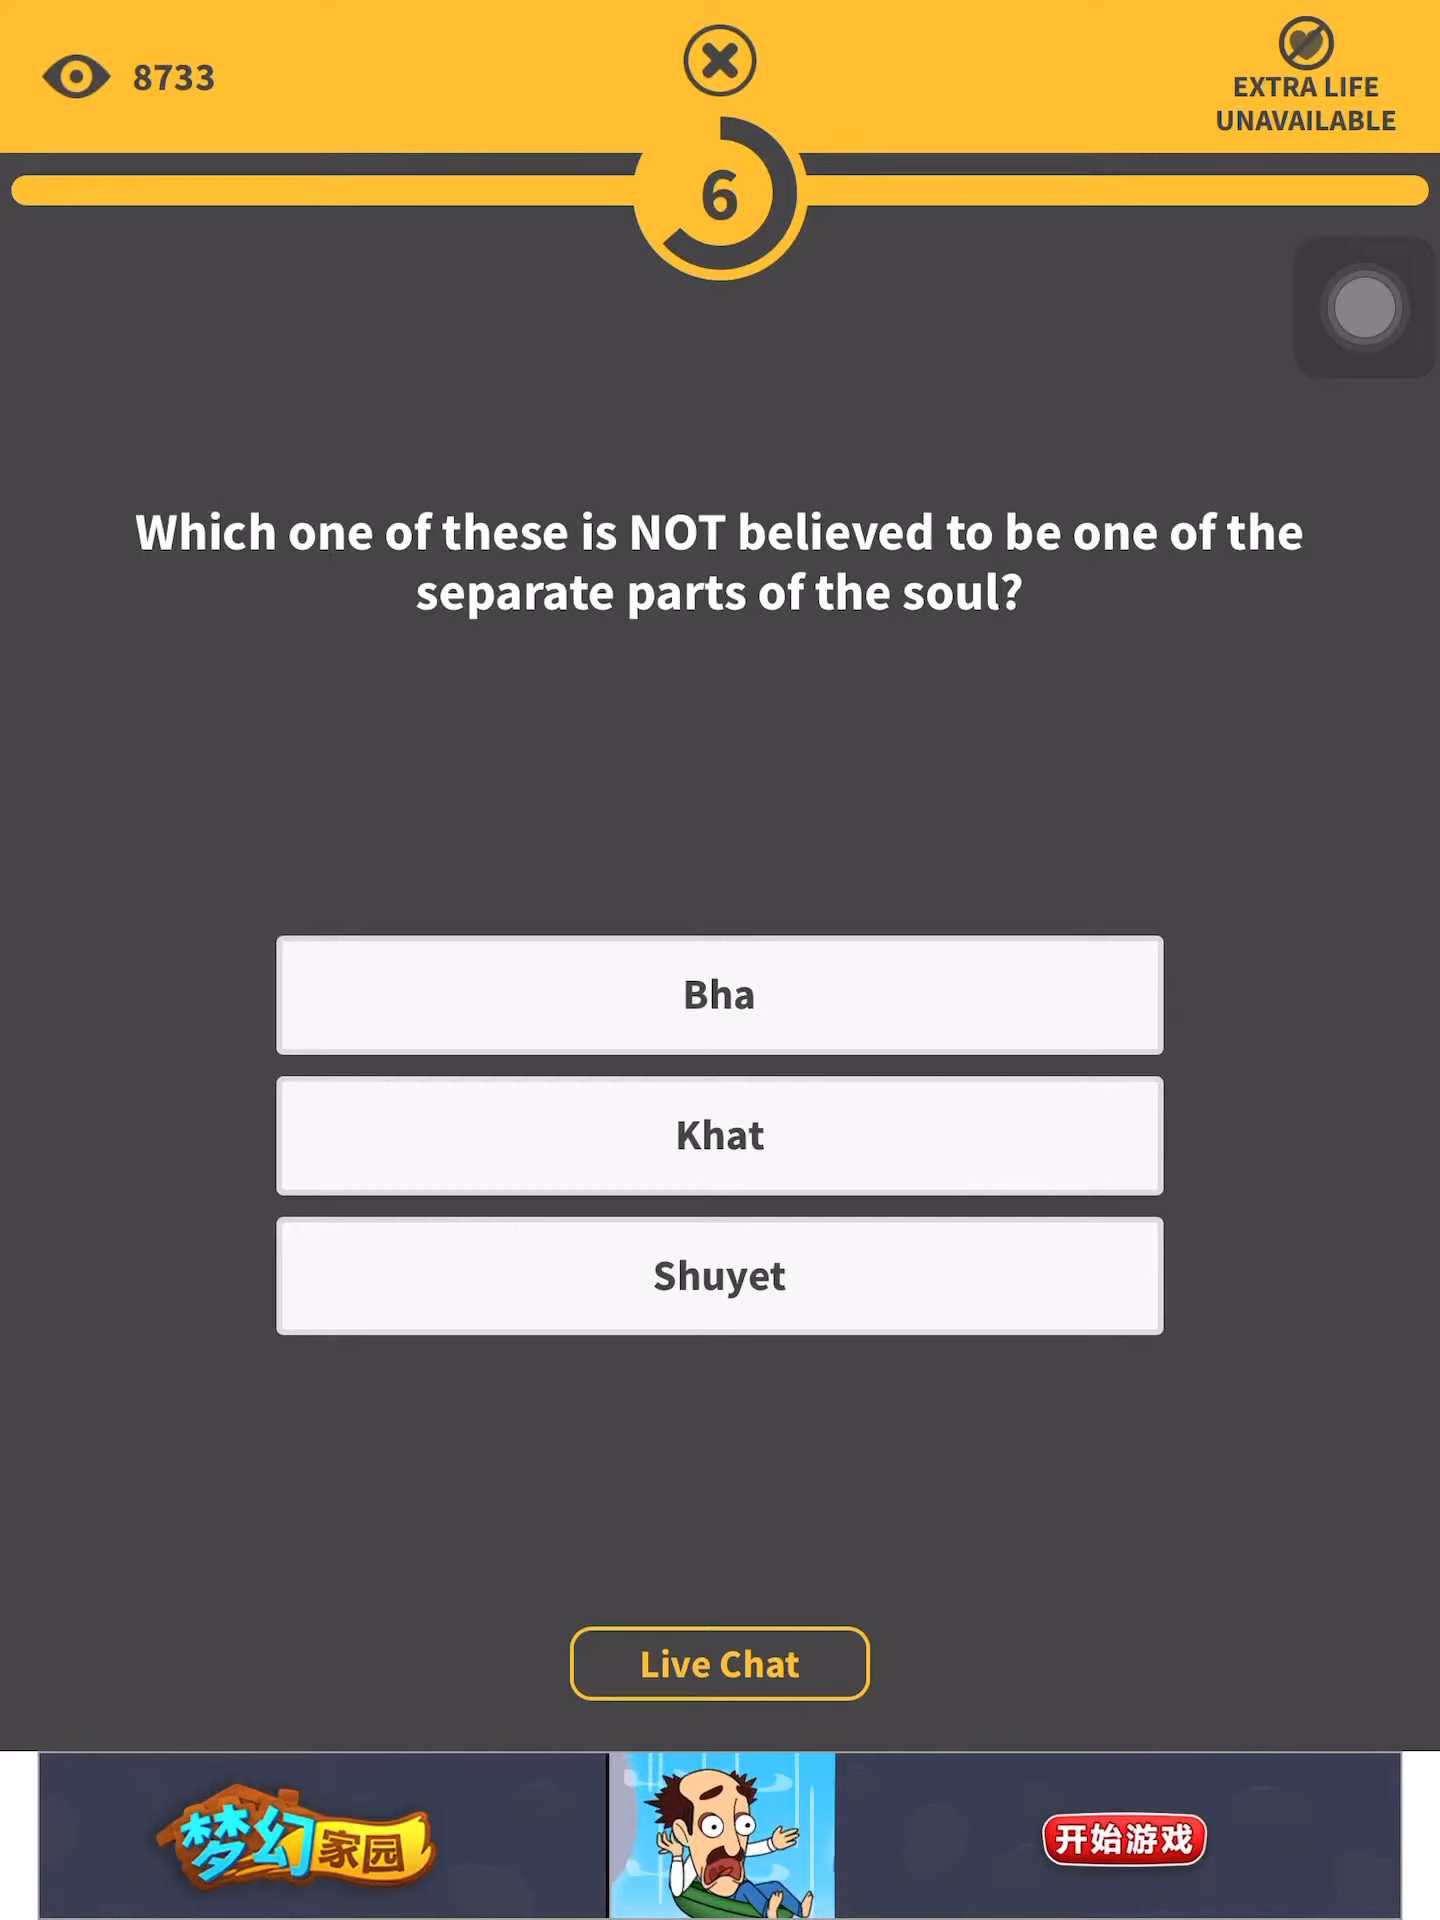 8733
EXTRA LIFE
UNAVAILABLE
6
Which one of these is NOT believed to be one of the
separate parts of the soul?
Bha
Khat
Shuyet
Live Chat
梦幻家园
开始游戏